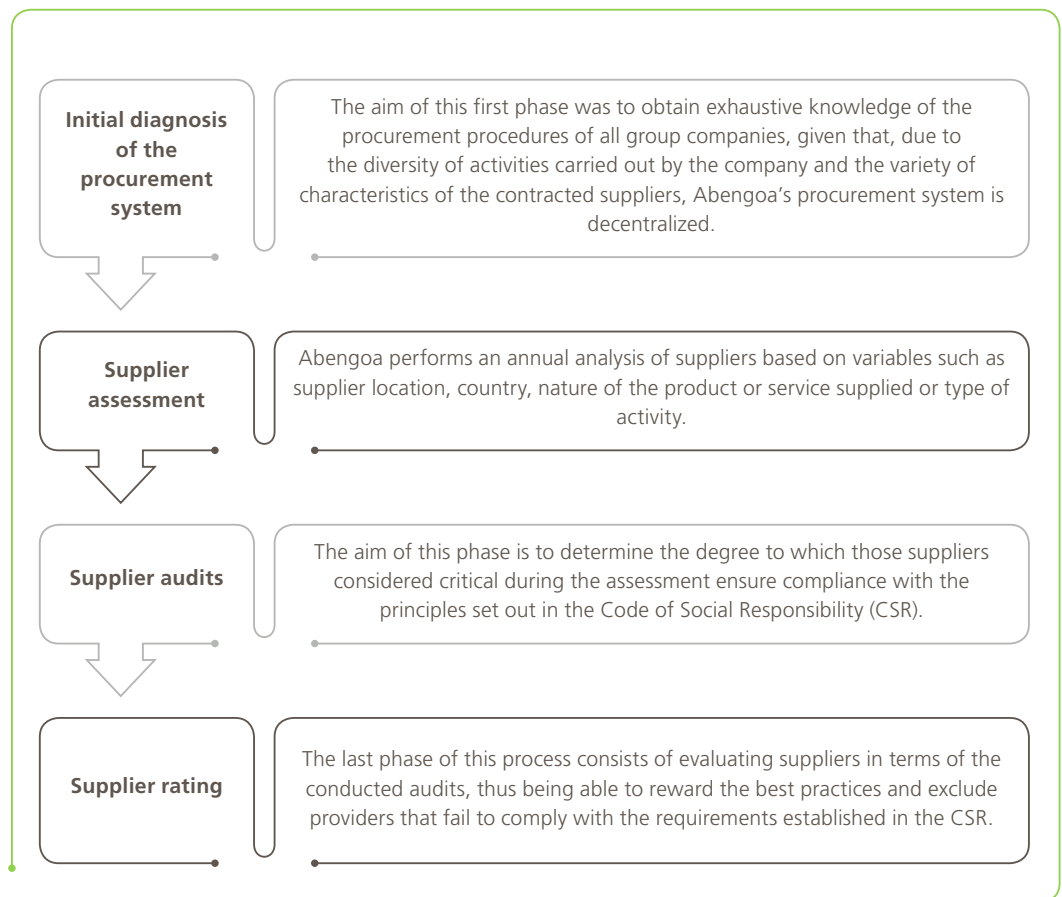 Initial diagnosis
of the
procurement
system
The aim of this first phase was to obtain exhaustive knowledge of the
procurement procedures of all group companies, given that, due to
the diversity of activities carried out by the company and the variety of
characteristics of the contracted suppliers, Abengoa’s procurement system is
decentralized.
Supplier
assessment
Abengoa performs an annual analysis of suppliers based on variables such as
supplier location, country, nature of the product or service supplied or type of
activity.
Supplier audits
The aim of this phase is to determine the degree to which those suppliers
considered critical during the assessment ensure compliance with the
principles set out in the Code of Social Responsibility (CSR).
Supplier rating
The last phase of this process consists of evaluating suppliers in terms of the
conducted audits, thus being able to reward the best practices and exclude
providers that fail to comply with the requirements established in the CSR.